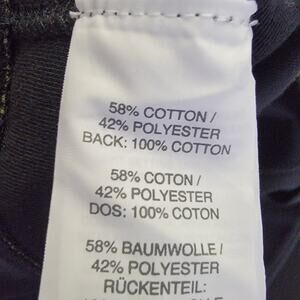 58% COTTON /
42% POLYESTER
BACK: 100% COTTON
58% COTON /
42% POLYESTER
DOS: 100% COTON
58% BAUMWOLLE /
42% POLYESTER
RÜCKENTEIL: